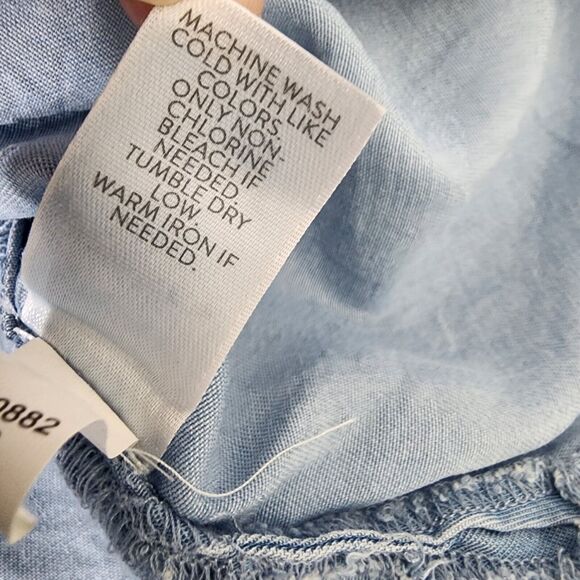 MACHINE WASH
COLD WITH LIKE
COLORS
ONLY NON-
CHLORINE
BLEACH IF
NEEDED
TUMBLE DRY
LOW
WARM IRON IF
NEEDED.
0882